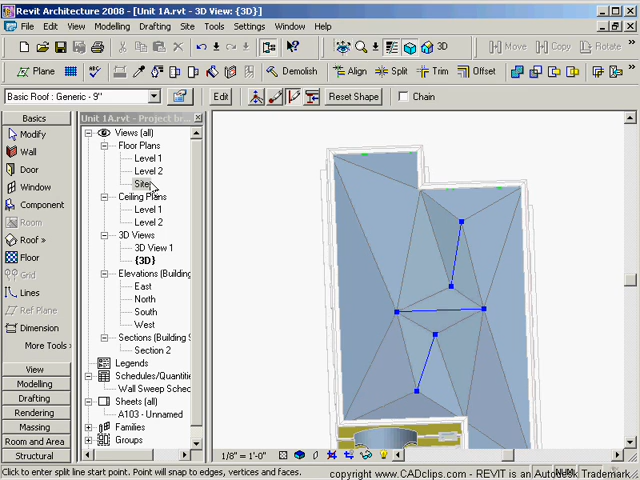 Revit Architecture 2008 - [Unit 1A.rvt - 3D View: {3D}]
File Edit View Modelling Drafting Site Tools Settings Window Help
3D Move Copy Rotate
Plane Demolish Align Split Trim Offset
Basic Roof : Generic - 9" Edit Reset Shape Chain
Basics
Modify
Wall
Door
Window
Component
Room
Roof »
Floor
Grid
Lines
Ref Plane
Dimension
More Tools
View
Modelling
Drafting
Rendering
Massing
Room and Area
Structural
Unit 1A.rvt - Project br
Views (all)
Floor Plans
Level 1
Level 2
Site
Ceiling Plans
Level 1
Level 2
3D Views
3D View 1
{3D}
Elevations (Building
East
North
South
West
Sections (Building S
Section 2
Legends
Schedules/Quantitie
Wall Sweep Sched
Sheets (all)
A103 - Unnamed
Families
Groups
1/8" = 1'-0"
Click to enter split line start point. Point will snap to edges, vertices and faces.
NUM
copyright www.CADclips.com - REVIT is an Autodesk Trademark